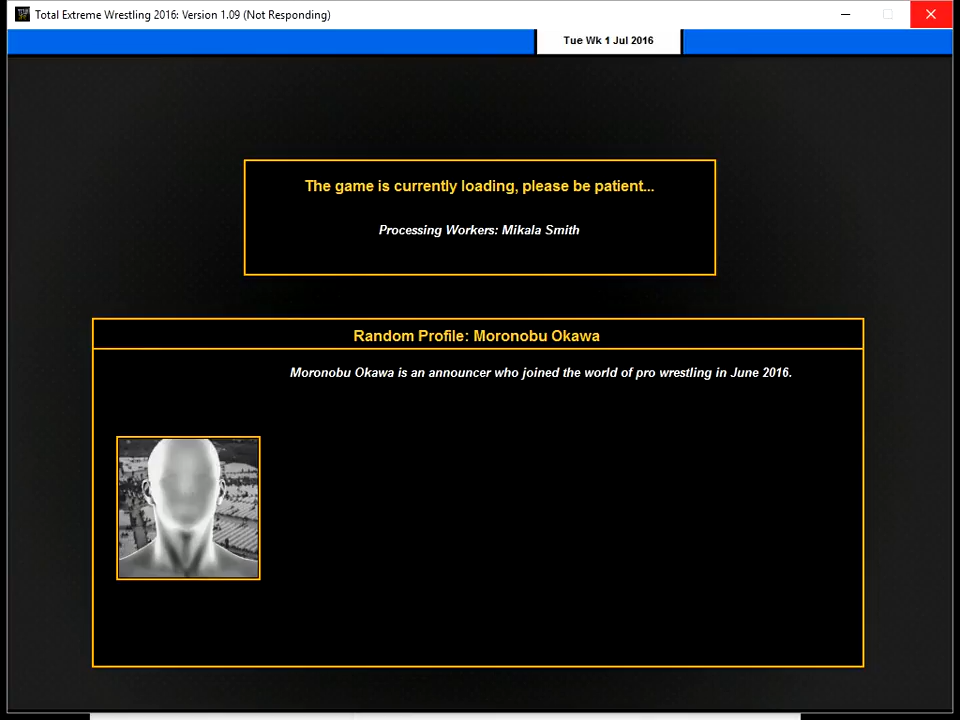 Total Extreme Wrestling 2016: Version 1.09 (Not Responding)
Tue Wk 1 Jul 2016
The game is currently loading, please be patient...
Processing Workers: Mikala Smith
Random Profile: Moronobu Okawa
Moronobu Okawa is an announcer who joined the world of pro wrestling in June 2016.